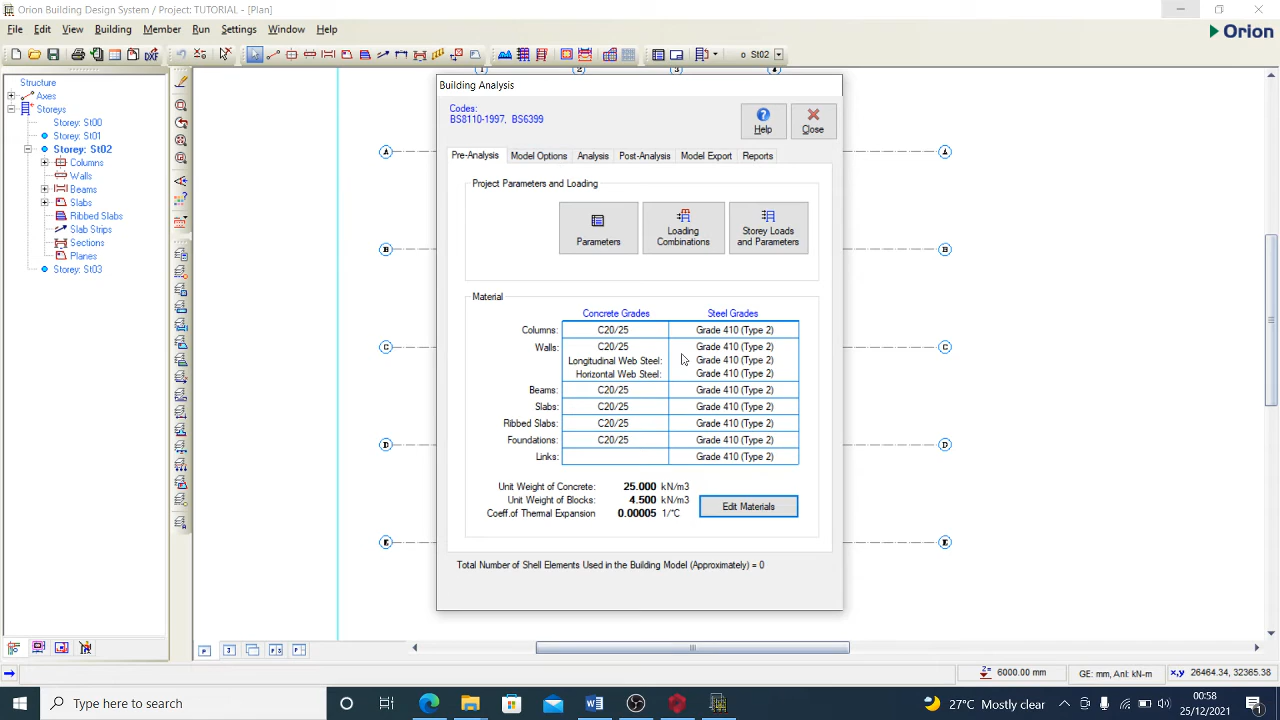 Orion Building Design System / Project: TUTORIAL - [Plan]
File Edit View Building Member Run Settings Window Help
Orion
St02
Structure
Axes
Storeys
Storey: St00
Storey: St01
Storey: St02
Columns
Walls
Beams
Slabs
Ribbed Slabs
Slab Strips
Sections
Planes
Storey: St03
1 2 3 4
A A
B B
C C
D D
E E
Building Analysis
Codes:
BS8110-1997, BS6399
Help Close
Pre-Analysis Model Options Analysis Post-Analysis Model Export Reports
Project Parameters and Loading
Parameters
Loading Combinations
Storey Loads and Parameters
Material
Concrete Grades Steel Grades
Columns: C20/25 Grade 410 (Type 2)
Walls: C20/25 Grade 410 (Type 2)
Longitudinal Web Steel: Grade 410 (Type 2)
Horizontal Web Steel: Grade 410 (Type 2)
Beams: C20/25 Grade 410 (Type 2)
Slabs: C20/25 Grade 410 (Type 2)
Ribbed Slabs: C20/25 Grade 410 (Type 2)
Foundations: C20/25 Grade 410 (Type 2)
Links: Grade 410 (Type 2)
Unit Weight of Concrete: 25.000 kN/m3
Unit Weight of Blocks: 4.500 kN/m3
Coeff.of Thermal Expansion 0.00005 1/°C
Edit Materials
Total Number of Shell Elements Used in the Building Model (Approximately) = 0
Z= 6000.00 mm GE: mm, Anl: kN-m x,y 26464.34, 32365.38
Type here to search
27°C Mostly clear
00:58
25/12/2021